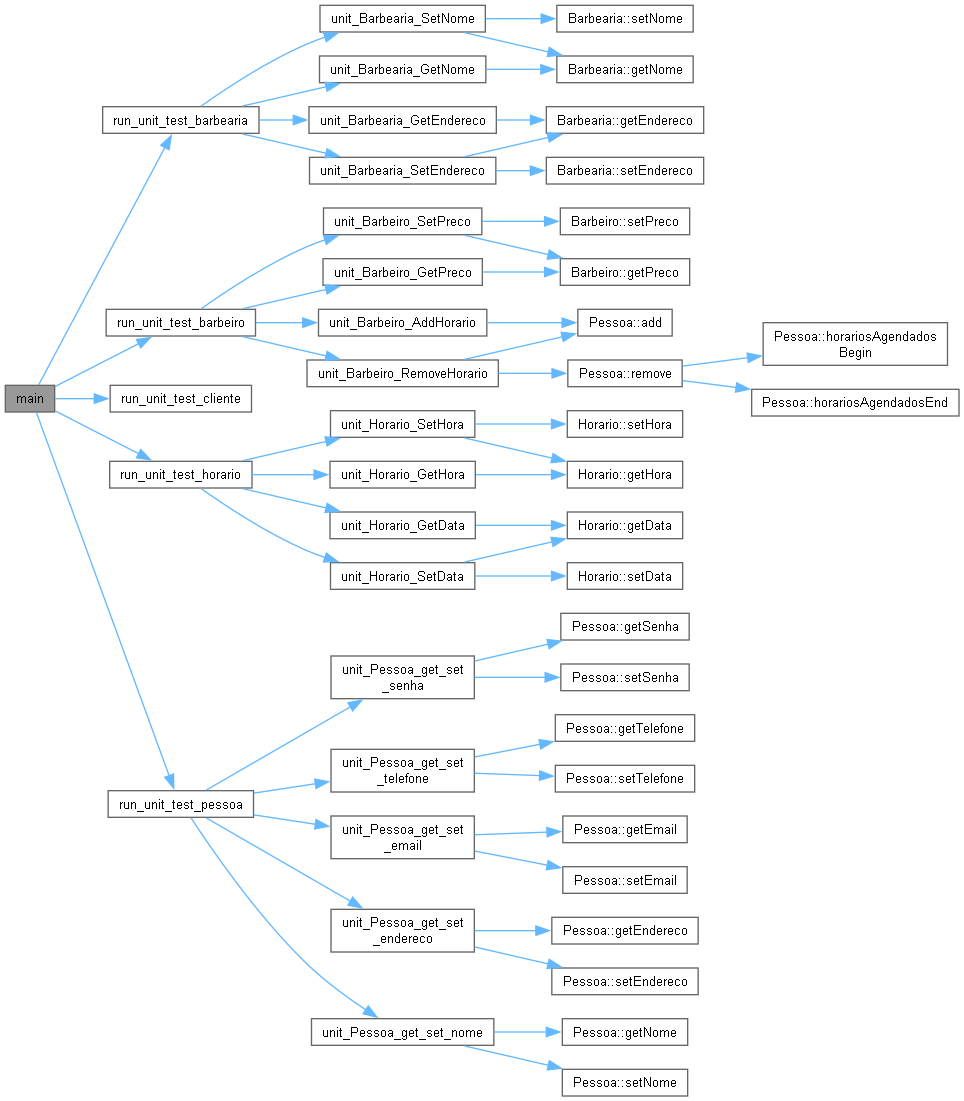 unit_Barbearia_SetNome
Barbearia::setNome
unit_Barbearia_GetNome
Barbearia::getNome
run_unit_test_barbearia
unit_Barbearia_GetEndereco
Barbearia::getEndereco
unit_Barbearia_SetEndereco
Barbearia::setEndereco
unit_Barbeiro_SetPreco
Barbeiro::setPreco
unit_Barbeiro_GetPreco
Barbeiro::getPreco
run_unit_test_barbeiro
unit_Barbeiro_AddHorario
Pessoa::add
Pessoa::horariosAgendados
Begin
unit_Barbeiro_RemoveHorario
Pessoa::remove
main
run_unit_test_cliente
Pessoa::horariosAgendadosEnd
unit_Horario_SetHora
Horario::setHora
run_unit_test_horario
unit_Horario_GetHora
Horario::getHora
unit_Horario_GetData
Horario::getData
unit_Horario_SetData
Horario::setData
Pessoa::getSenha
unit_Pessoa_get_set
_senha
Pessoa::setSenha
Pessoa::getTelefone
unit_Pessoa_get_set
_telefone
Pessoa::setTelefone
run_unit_test_pessoa
unit_Pessoa_get_set
_email
Pessoa::getEmail
Pessoa::setEmail
unit_Pessoa_get_set
_endereco
Pessoa::getEndereco
Pessoa::setEndereco
unit_Pessoa_get_set_nome
Pessoa::getNome
Pessoa::setNome